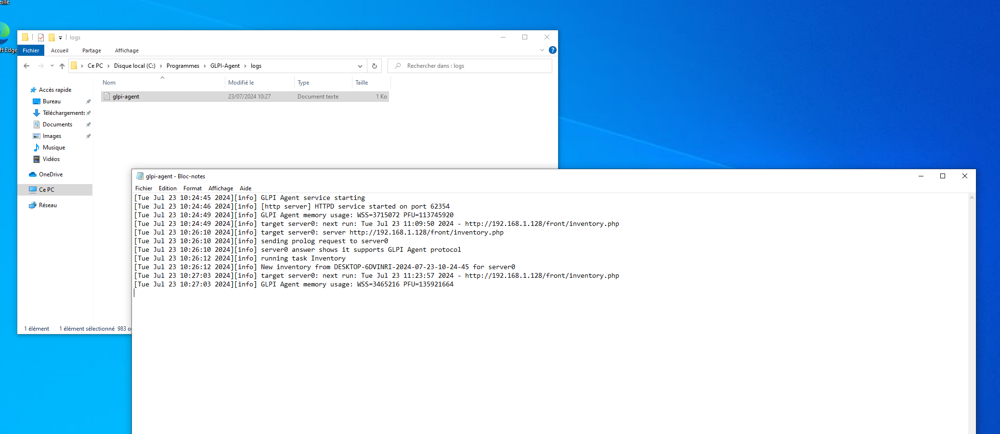 eille
ft Edge
logs
Fichier Accueil Partage Affichage
Ce PC Disque local (C:) Programmes GLPI-Agent logs
Rechercher dans : logs
Nom Modifié le Type Taille
glpi-agent 23/07/2024 10:27 Document texte 1 Ko
Accès rapide
Bureau
Téléchargements
Documents
Images
Musique
Vidéos
OneDrive
Ce PC
Réseau
1 élément 1 élément sélectionné 983 o
glpi-agent - Bloc-notes
Fichier Edition Format Affichage Aide
[Tue Jul 23 10:24:45 2024][info] GLPI Agent service starting
[Tue Jul 23 10:24:46 2024][info] [http server] HTTPD service started on port 62354
[Tue Jul 23 10:24:49 2024][info] GLPI Agent memory usage: WSS=3715072 PFU=113745920
[Tue Jul 23 10:24:49 2024][info] target server0: next run: Tue Jul 23 11:09:50 2024 - http://192.168.1.128/front/inventory.php
[Tue Jul 23 10:26:10 2024][info] target server0: server http://192.168.1.128/front/inventory.php
[Tue Jul 23 10:26:10 2024][info] sending prolog request to server0
[Tue Jul 23 10:26:10 2024][info] server0 answer shows it supports GLPI Agent protocol
[Tue Jul 23 10:26:12 2024][info] running task Inventory
[Tue Jul 23 10:26:12 2024][info] New inventory from DESKTOP-6DVINRI-2024-07-23-10-24-45 for server0
[Tue Jul 23 10:27:03 2024][info] target server0: next run: Tue Jul 23 11:23:57 2024 - http://192.168.1.128/front/inventory.php
[Tue Jul 23 10:27:03 2024][info] GLPI Agent memory usage: WSS=3465216 PFU=135921664